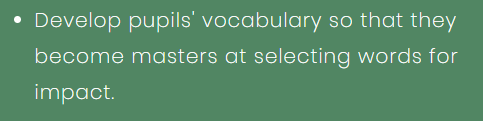 • Develop pupils' vocabulary so that they
become masters at selecting words for
impact.